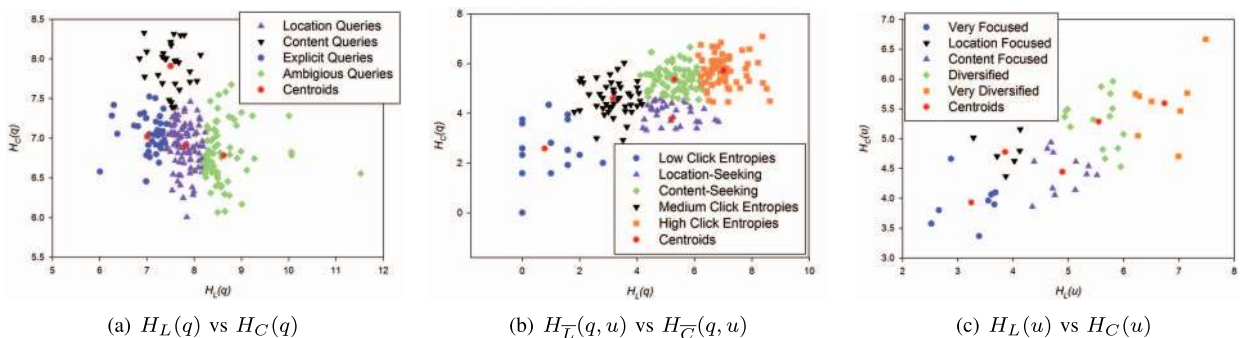 8.5
8.0
7.5
7.0
6.5
6.0
5.5
H_C(q)
5 6 7 8 9 10 11 12
H_L(q)
Location Queries
Content Queries
Explicit Queries
Ambigious Queries
Centroids
(a) H_L(q) vs H_C(q)
8
6
4
2
0
H_C(q)
0 2 4 6 8 10
H_L(q)
Low Click Entropies
Location-Seeking
Content-Seeking
Medium Click Entropies
High Click Entropies
Centroids
(b) H_{\overline{L}}(q, u) vs H_{\overline{C}}(q, u)
7.0
6.5
6.0
5.5
5.0
4.5
4.0
3.5
3.0
H_C(u)
2 3 4 5 6 7 8
H_L(u)
Very Focused
Location Focused
Content Focused
Diversified
Very Diversified
Centroids
(c) H_L(u) vs H_C(u)